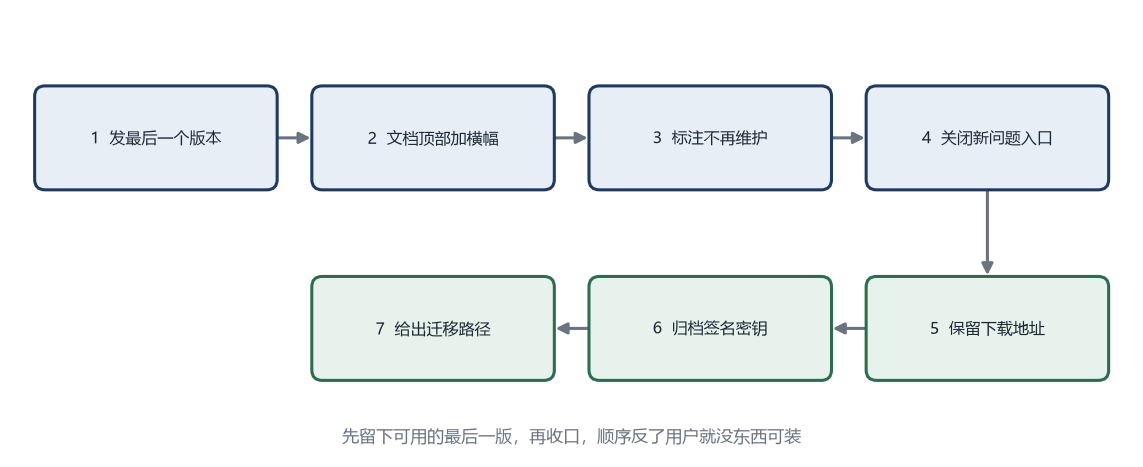 1 发最后一个版本
2 文档顶部加横幅
3 标注不再维护
4 关闭新问题入口
5 保留下载地址
6 归档签名密钥
7 给出迁移路径
先留下可用的最后一版，再收口，顺序反了用户就没东西可装